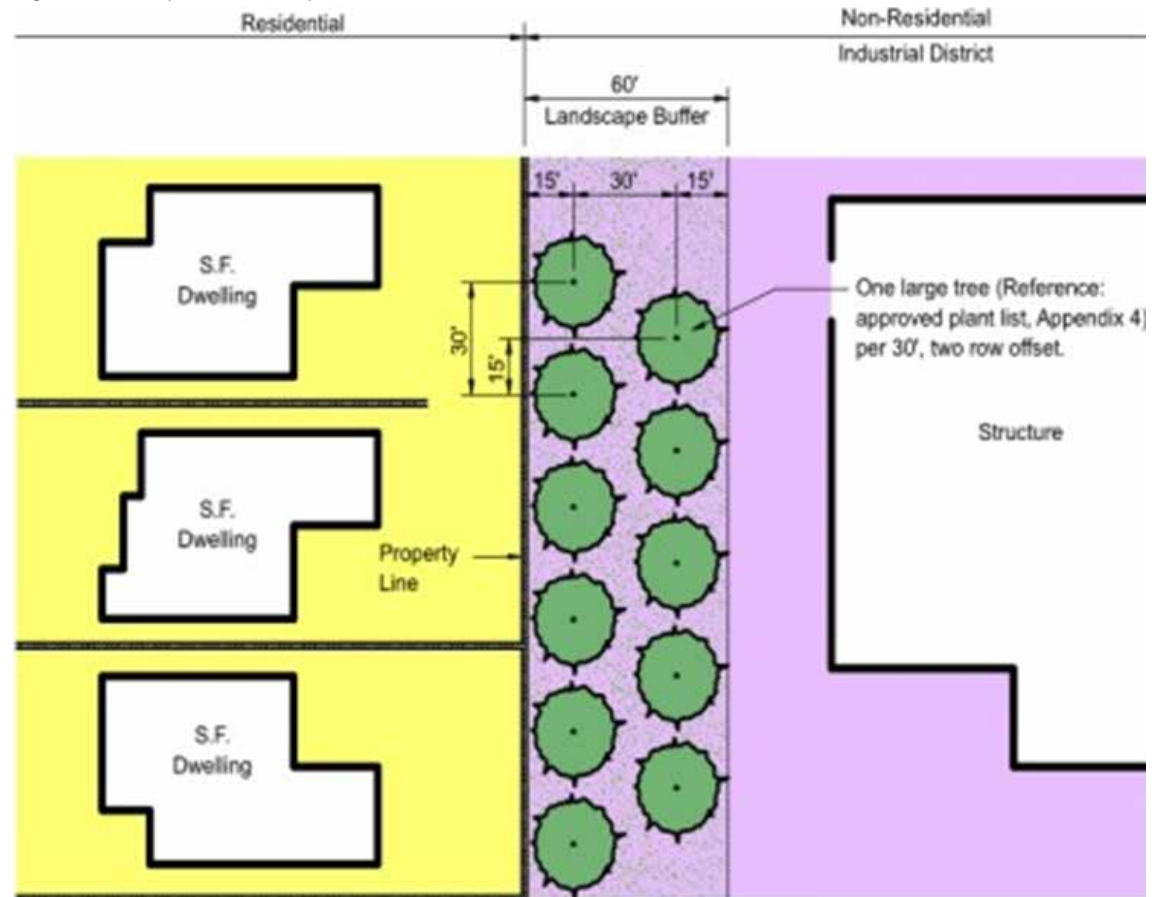 Residential
Non-Residential
Industrial District
60'
Landscape Buffer
15'
30'
15'
S.F.
Dwelling
30'
15'
One large tree (Reference:
approved plant list, Appendix 4)
per 30', two row offset.
Structure
S.F.
Dwelling
Property
Line
S.F.
Dwelling